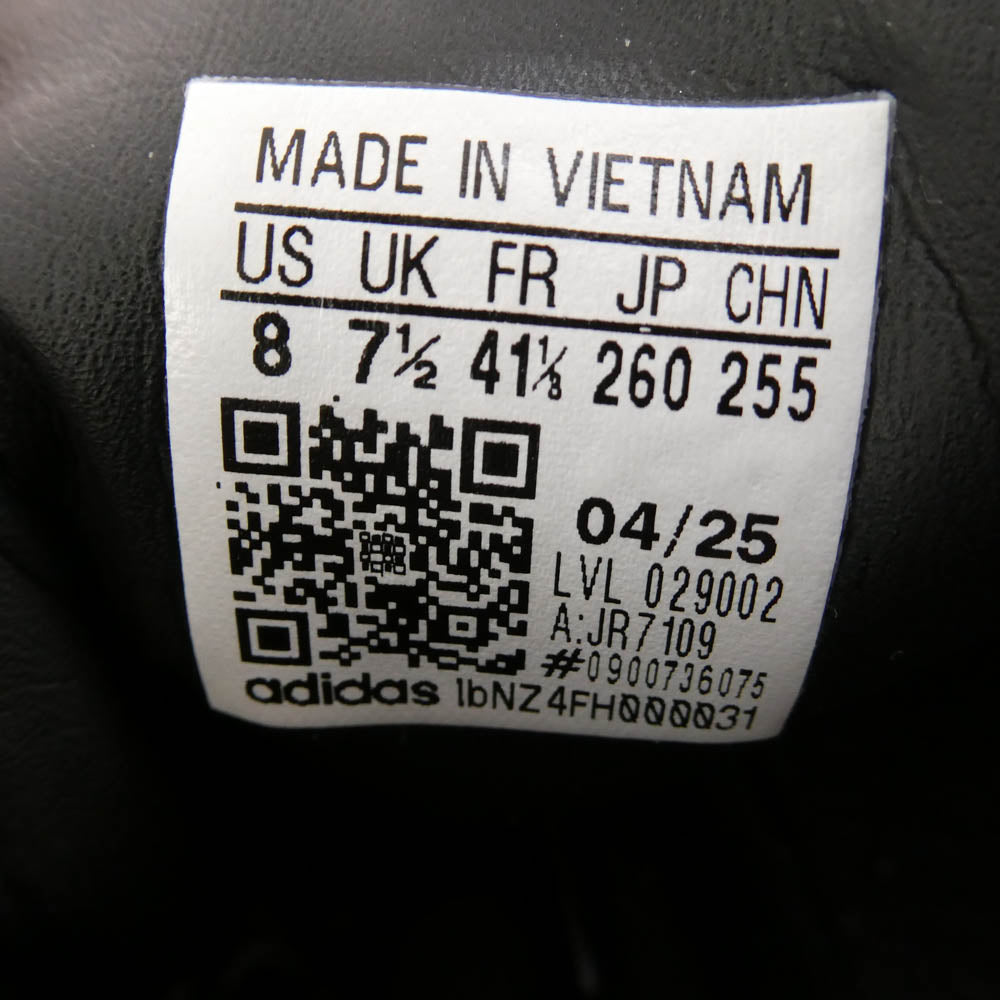 MADE IN VIETNAM
US UK FR JP CHN
8 7½ 41⅓ 260 255
04/25
LVL 029002
A:JR7109
#0900736075
adidas 1bNZ4FH000031